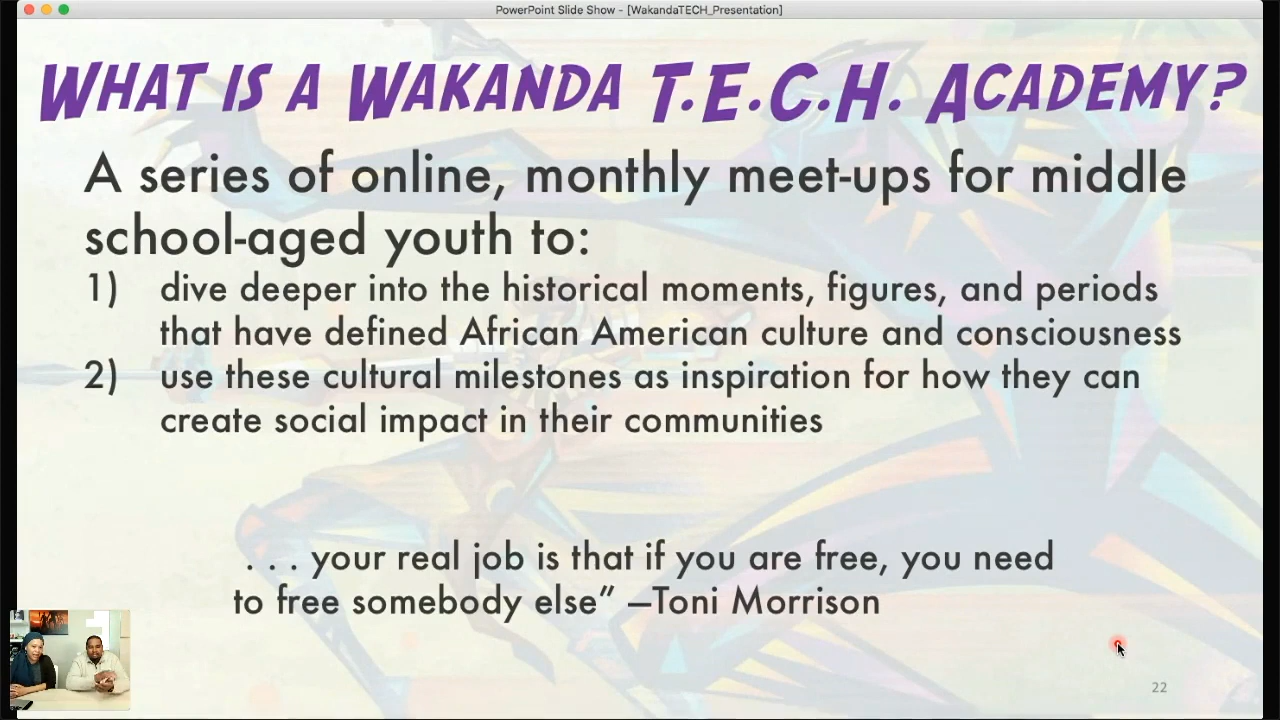 PowerPoint Slide Show - [WakandaTECH_Presentation]
WHAT IS A WAKANDA T.E.C.H. ACADEMY?
A series of online, monthly meet-ups for middle
school-aged youth to:
1) dive deeper into the historical moments, figures, and periods
that have defined African American culture and consciousness
2) use these cultural milestones as inspiration for how they can
create social impact in their communities
. . . your real job is that if you are free, you need
to free somebody else” —Toni Morrison
22